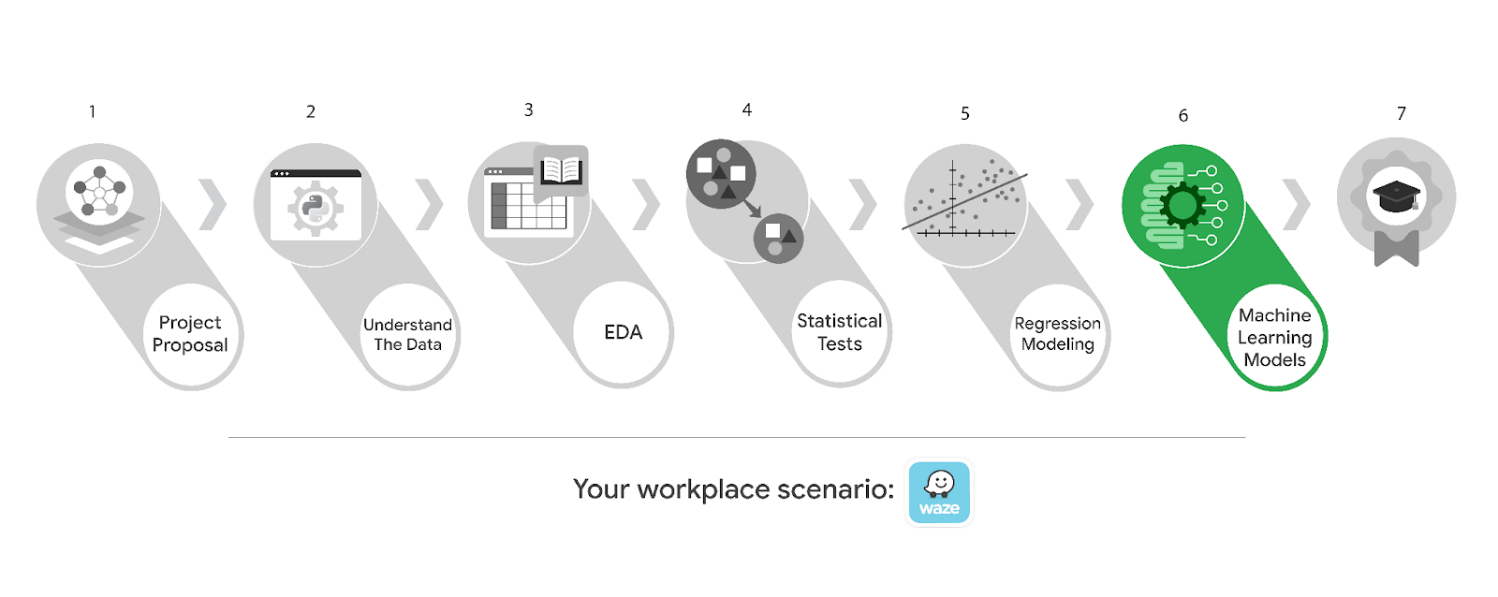 1
2
3
4
5
6
7
Project
Proposal
Understand
The Data
EDA
Statistical
Tests
Regression
Modeling
Machine
Learning
Models
Your workplace scenario:
waze